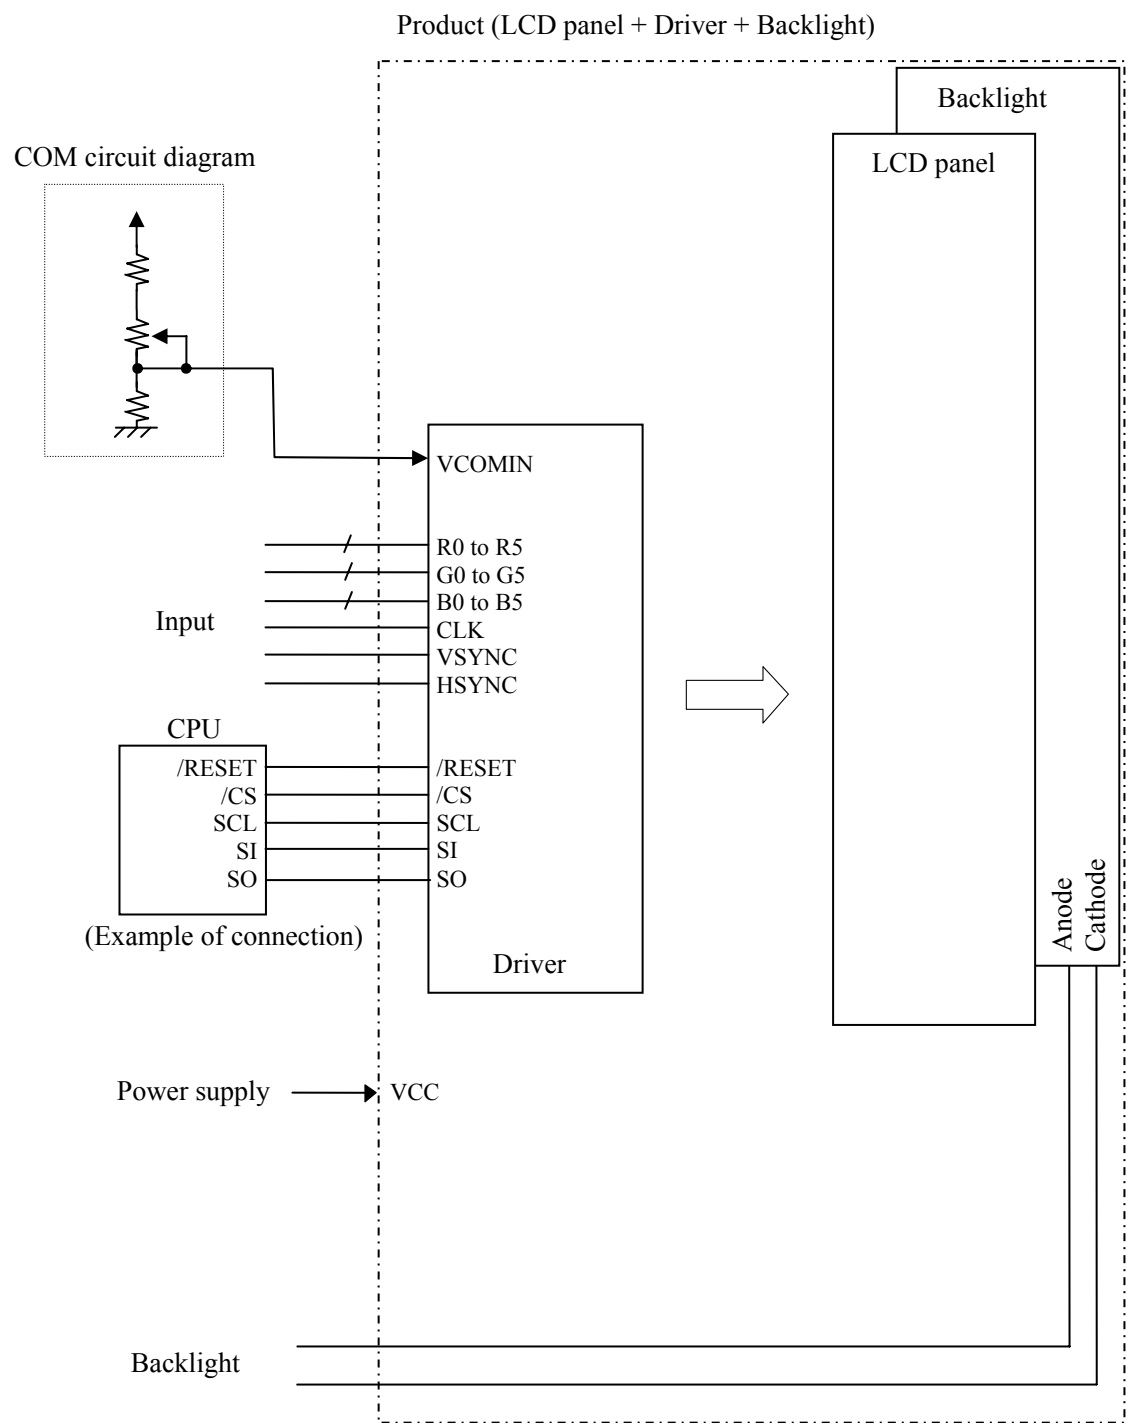 Product (LCD panel + Driver + Backlight)
Backlight
LCD panel
COM circuit diagram
VCOMIN
R0 to R5
G0 to G5
B0 to B5
Input
CLK
VSYNC
HSYNC
CPU
/RESET /RESET
/CS /CS
SCL SCL
SI SI
SO SO
(Example of connection)
Driver
Anode
Cathode
Power supply VCC
Backlight